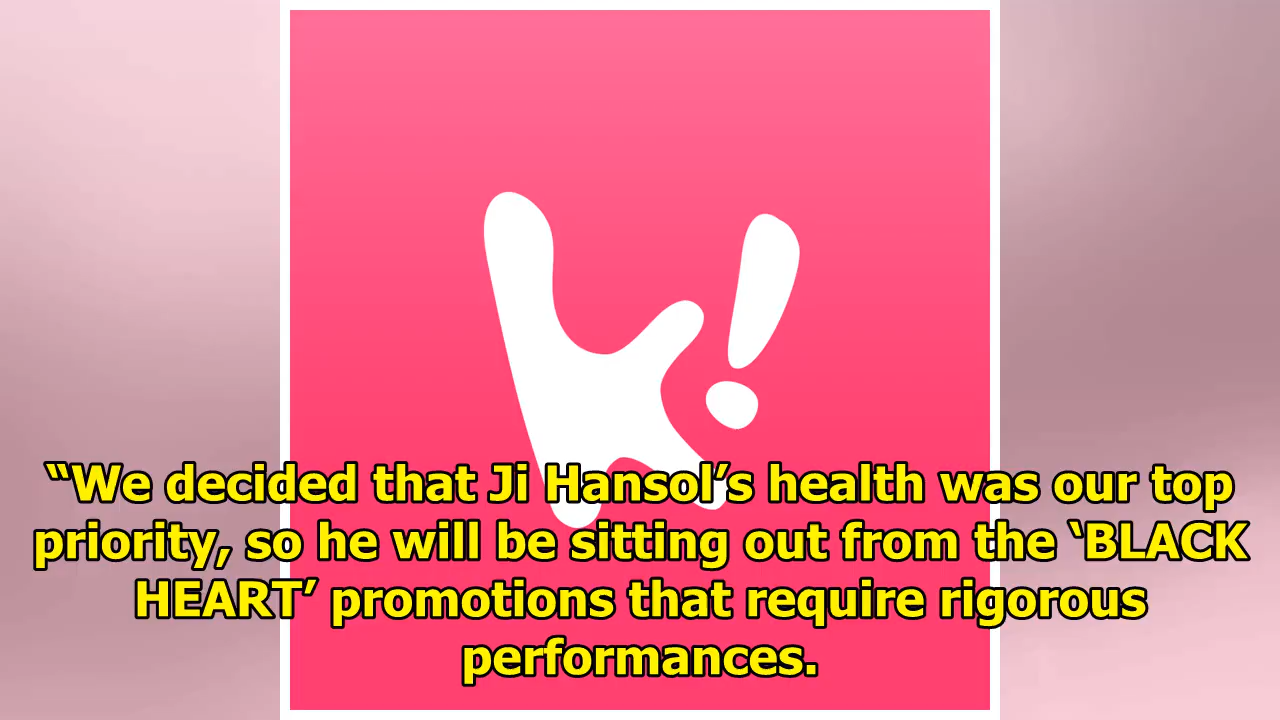 k!
“We decided that Ji Hansol’s health was our top
priority, so he will be sitting out from the ‘BLACK
HEART’ promotions that require rigorous
performances.